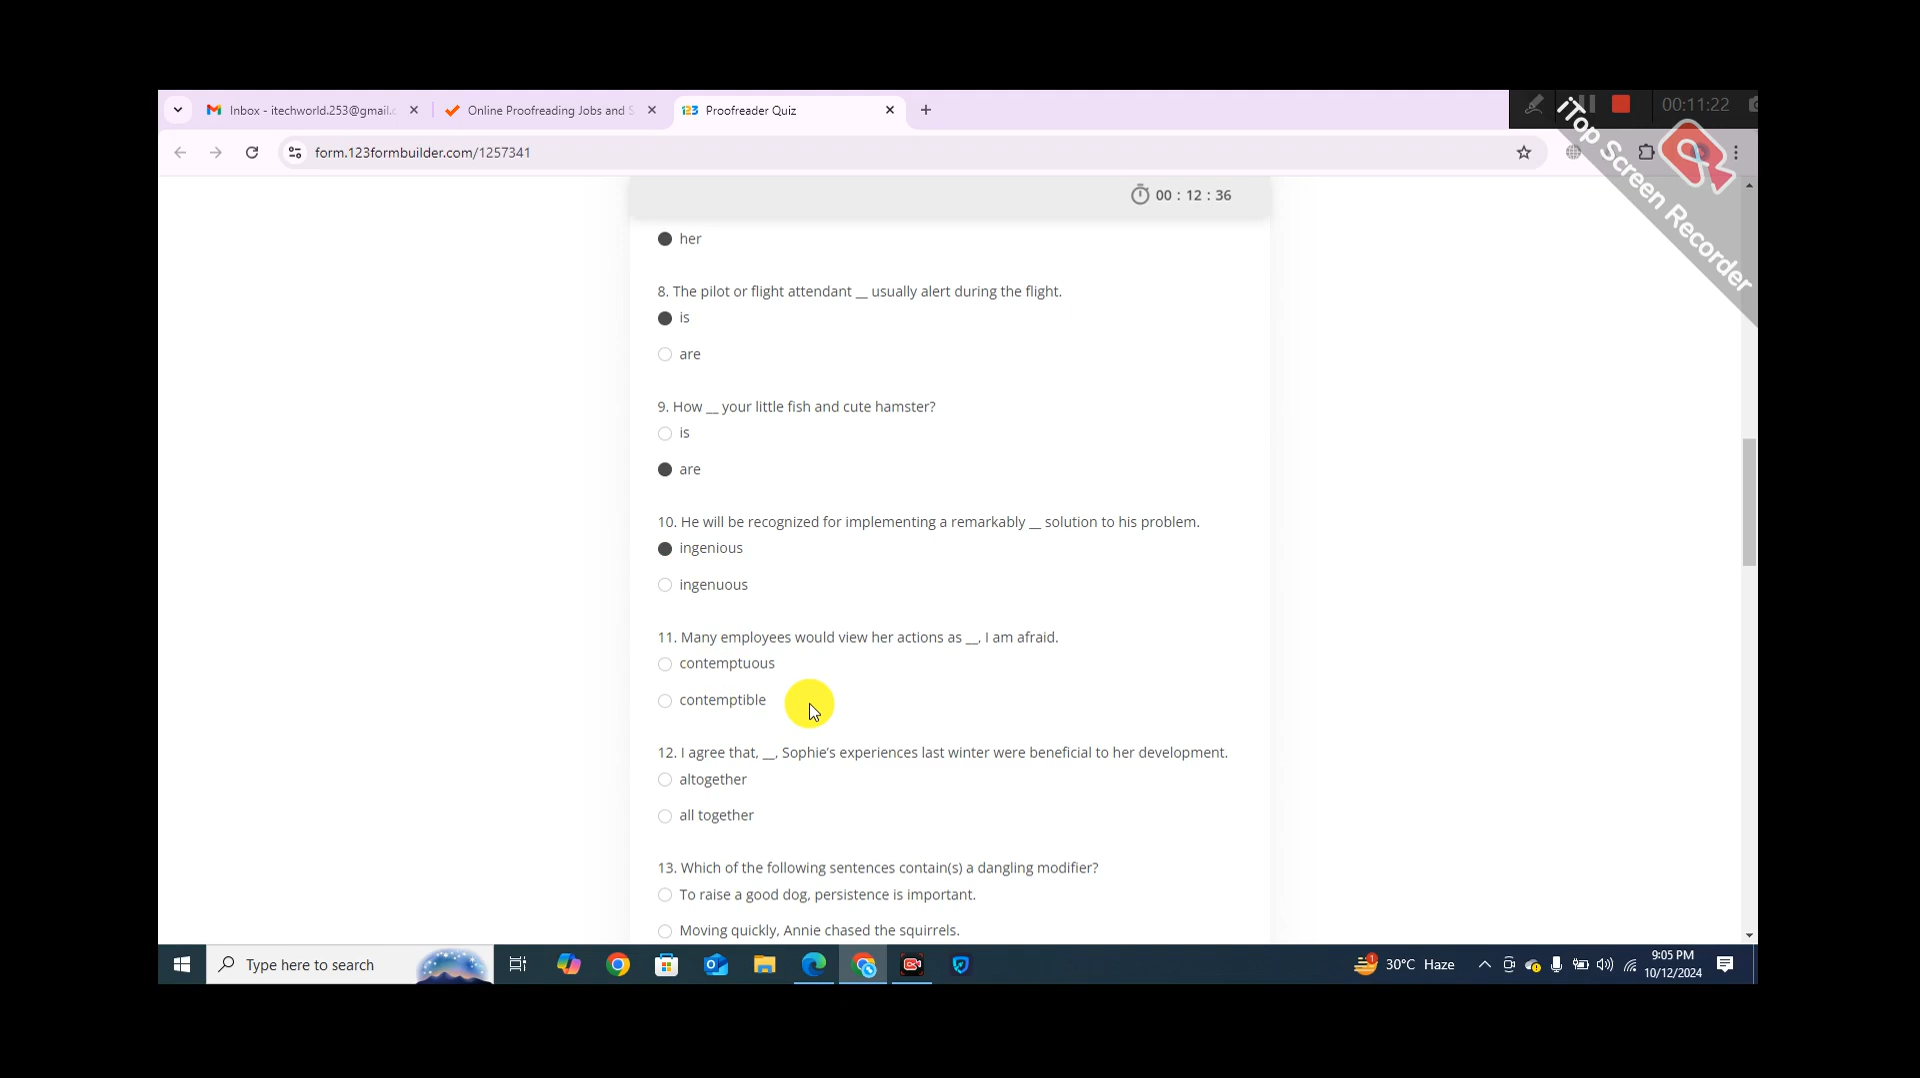 Inbox - itechworld.253@gmail.c
Online Proofreading Jobs and S
123 Proofreader Quiz
00:11:22
form.123formbuilder.com/1257341
iTop Screen Recorder
00 : 12 : 36
her
8. The pilot or flight attendant __ usually alert during the flight.
is
are
9. How __ your little fish and cute hamster?
is
are
10. He will be recognized for implementing a remarkably __ solution to his problem.
ingenious
ingenuous
11. Many employees would view her actions as __, I am afraid.
contemptuous
contemptible
12. I agree that, __, Sophie's experiences last winter were beneficial to her development.
altogether
all together
13. Which of the following sentences contain(s) a dangling modifier?
To raise a good dog, persistence is important.
Moving quickly, Annie chased the squirrels.
Type here to search
1
30°C Haze
9:05 PM
10/12/2024